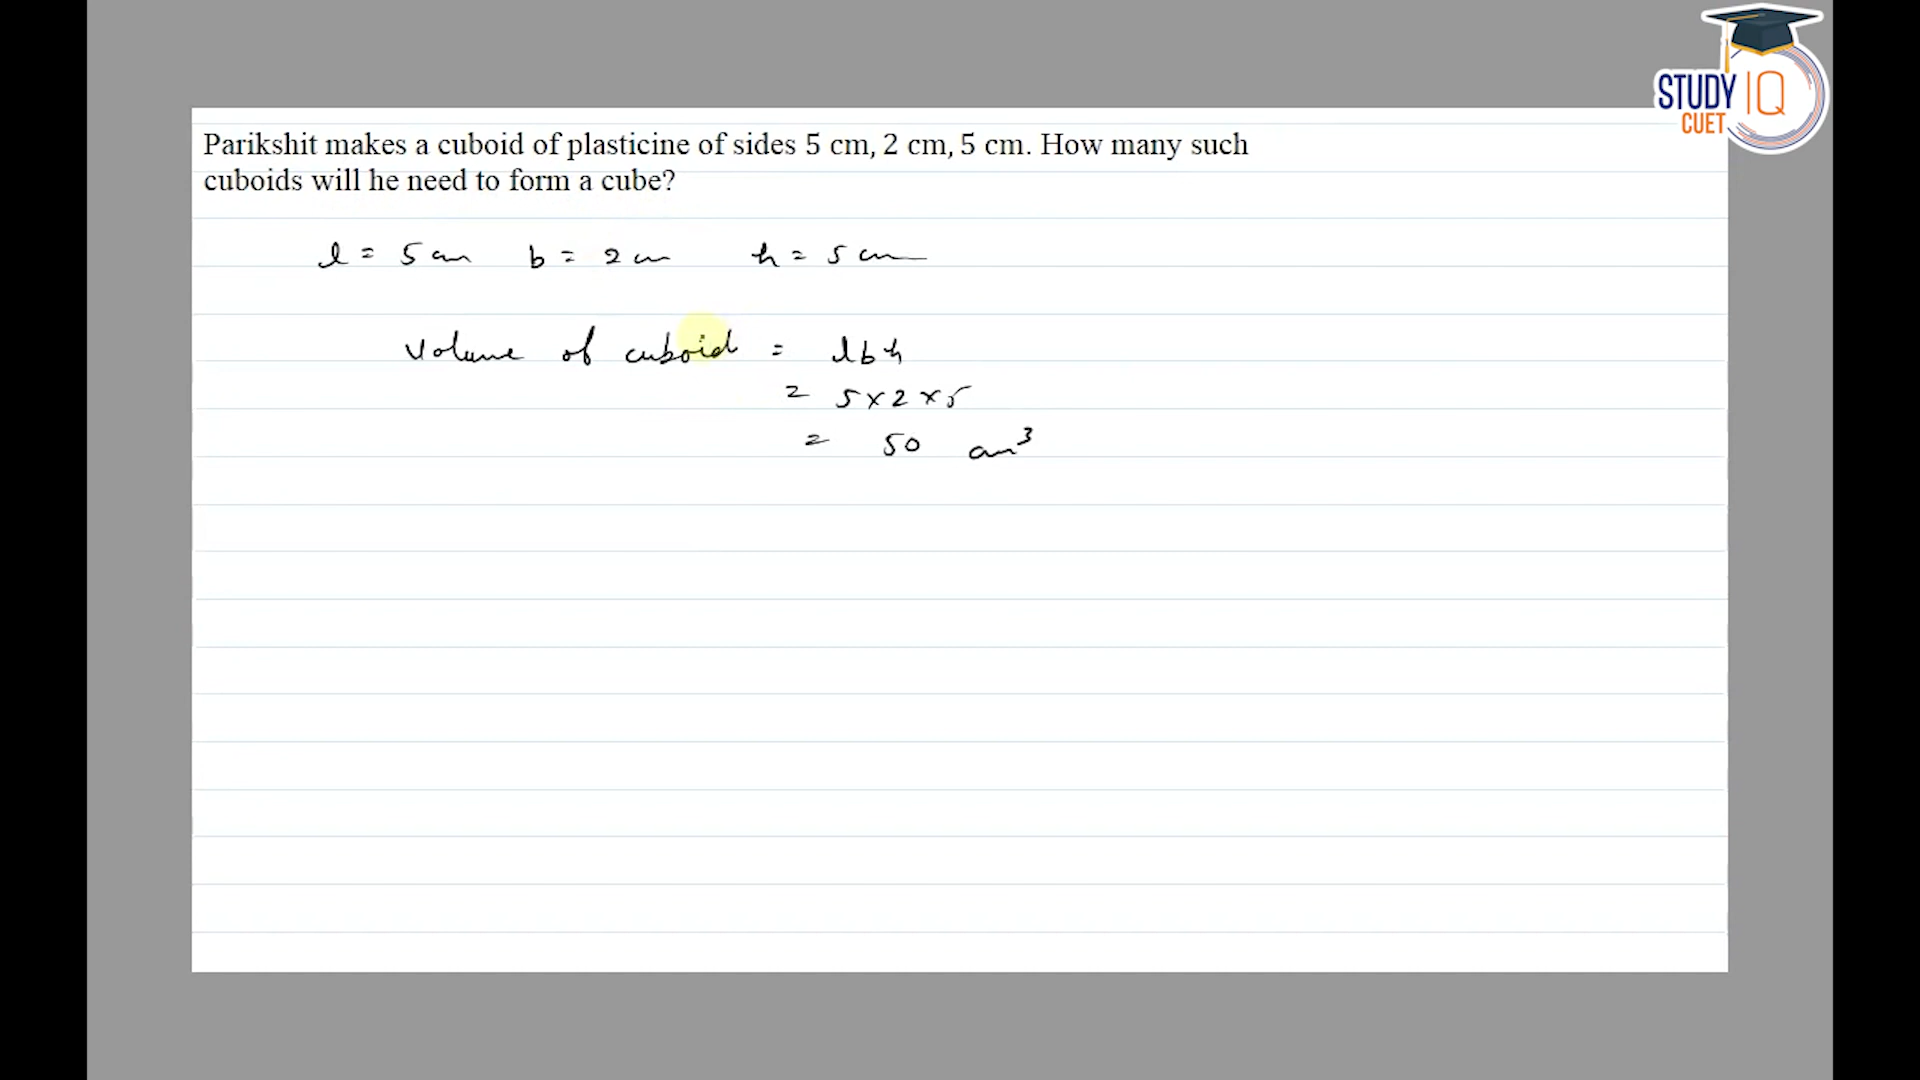 STUDY IQ
CUET
Parikshit makes a cuboid of plasticine of sides 5 cm, 2 cm, 5 cm. How many such
cuboids will he need to form a cube?
l = 5 cm b = 2 cm h = 5 cm
Volume of cuboid = lbh
= 5×2×5
= 50 cm³